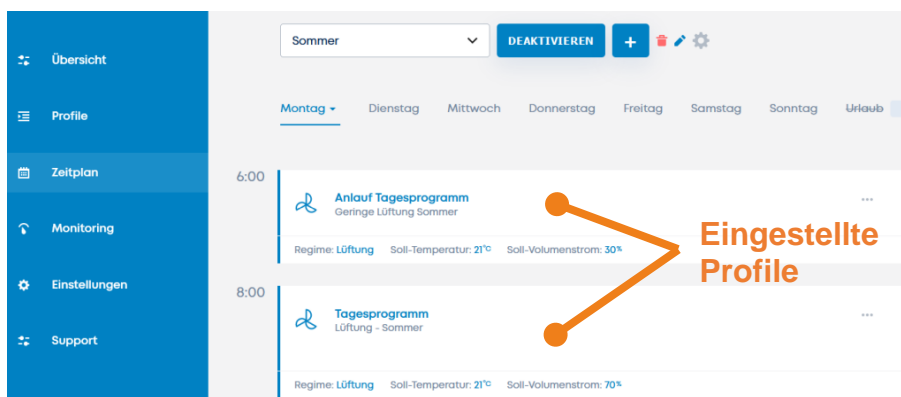 Sommer
DEAKTIVIEREN
+
Übersicht
Profile
Zeitplan
Monitoring
Einstellungen
Support
Montag
Dienstag
Mittwoch
Donnerstag
Freitag
Samstag
Sonntag
Urlaub
6:00
Anlauf Tagesprogramm
Geringe Lüftung Sommer
...
Regime: Lüftung Soll-Temperatur: 21°C Soll-Volumenstrom: 30%
Eingestellte
Profile
8:00
Tagesprogramm
Lüftung - Sommer
...
Regime: Lüftung Soll-Temperatur: 21°C Soll-Volumenstrom: 70%